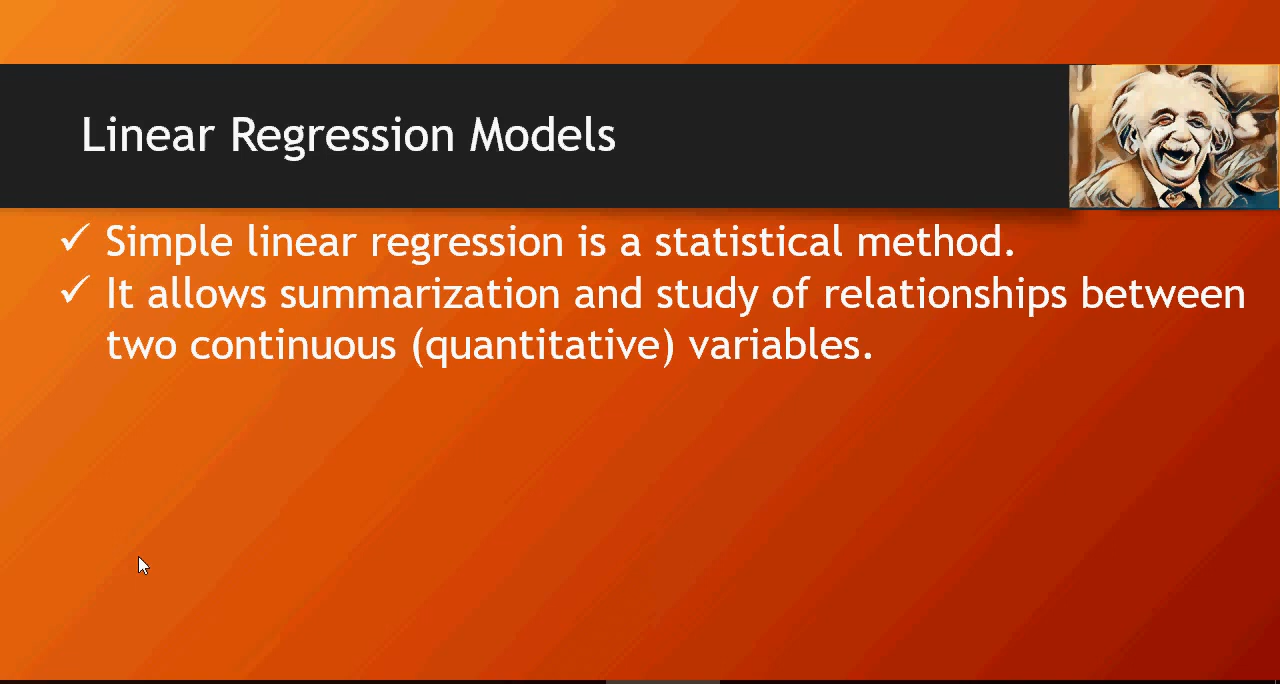 Linear Regression Models
✓ Simple linear regression is a statistical method.
✓ It allows summarization and study of relationships between
two continuous (quantitative) variables.